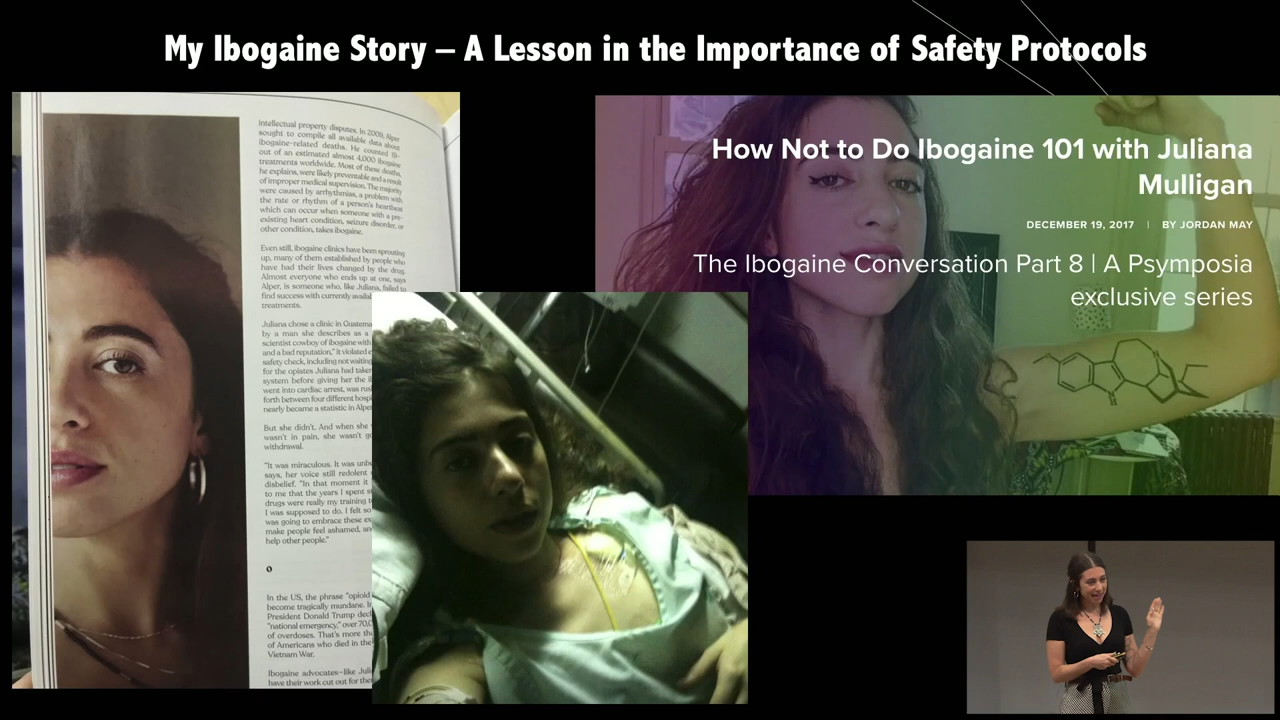 My Ibogaine Story – A Lesson in the Importance of Safety Protocols
intellectual property disputes. In 2009, Alper
sought to compile all available data about
ibogaine-related deaths. He counted 19-
out of an estimated almost 4,000 ibogaine
treatments worldwide. Most of these deaths,
he explains, were likely preventable and a result
of improper medical supervision. The majority
were caused by arrhythmias, a problem with
the rate or rhythm of a person's heartbeat
which can occur when someone with a pre-
existing heart condition, seizure disorder, or
other condition, takes ibogaine.
Even still, ibogaine clinics have been sprouting
up, many of them established by people who
have had their lives changed by the drug.
Almost everyone who ends up at one, says
Alper, is someone who, like Juliana, failed to
find success with currently
treatments.
Juliana chose a clinic in
by a man she describes as a
scientist cowboy of ibogaine with
and a bad reputation," it violated
safety check, including not waiting
for the opiates Juliana had taken
system before giving her the
went into cardiac arrest, was
forth between four different
nearly became a statistic in
But she didn't. And when she
wasn't in pain, she wasn't
withdrawal.
"It was miraculous. It was
says, her voice still redolent
disbelief. "In that moment it
to me that the years I spent
drugs were really my training
I was supposed to do. I felt so
was going to embrace these
make people feel ashamed,
help other people."
In the US, the phrase "opioid
become tragically mundane.
President Donald Trump
"national emergency," over
of overdoses. That's more
of Americans who died in the
Vietnam War.
Ibogaine advocates—like
have their work cut out for
How Not to Do Ibogaine 101 with Juliana
Mulligan
DECEMBER 19, 2017 | BY JORDAN MAY
The Ibogaine Conversation Part 8 | A Psymposia
exclusive series